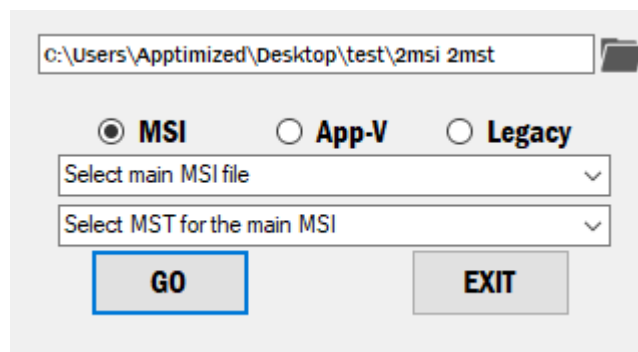 C:\Users\Apptimized\Desktop\test\2msi 2mst
MSI App-V Legacy
Select main MSI file
Select MST for the main MSI
GO EXIT